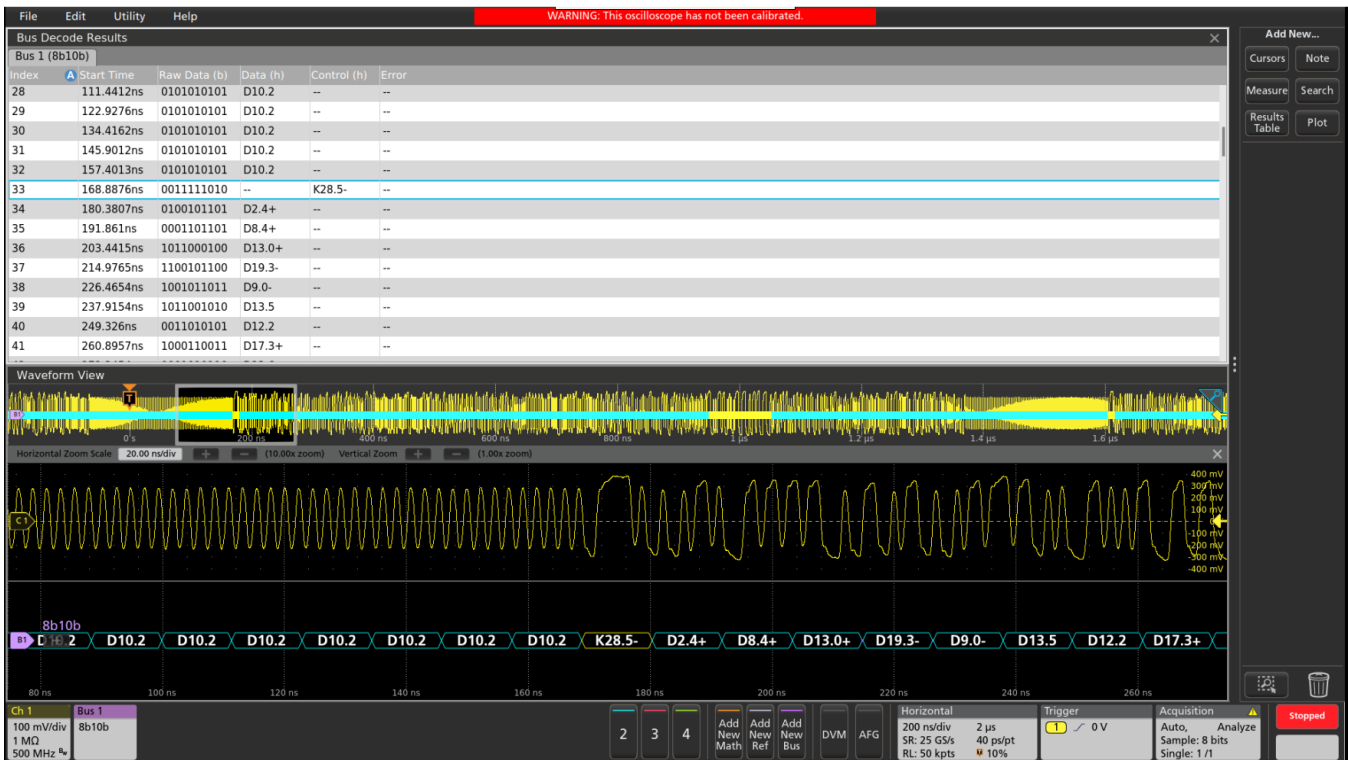 File Edit Utility Help WARNING: This oscilloscope has not been calibrated.
Add New...
Bus Decode Results
Bus 1 (8b10b)
Index A Start Time Raw Data (b) Data (h) Control (h) Error
28 111.4412ns 0101010101 D10.2 -- --
29 122.9276ns 0101010101 D10.2 -- --
30 134.4162ns 0101010101 D10.2 -- --
31 145.9012ns 0101010101 D10.2 -- --
32 157.4013ns 0101010101 D10.2 -- --
33 168.8876ns 0011111010 -- K28.5- --
34 180.3807ns 0100101101 D2.4+ -- --
35 191.861ns 0001101101 D8.4+ -- --
36 203.4415ns 1011000100 D13.0+ -- --
37 214.9765ns 1100101100 D19.3- -- --
38 226.4654ns 1001011011 D9.0- -- --
39 237.9154ns 1011001010 D13.5 -- --
40 249.326ns 0011010101 D12.2 -- --
41 260.8957ns 1000110011 D17.3+ -- --
Cursors Note
Measure Search
Results Table Plot
Waveform View
T
B1
0's 200 ns 400 ns 600 ns 800 ns 1 µs 1.2 µs 1.4 µs 1.6 µs
Horizontal Zoom Scale 20.00 ns/div + - (10.00x zoom) Vertical Zoom + - (1.00x zoom)
400 mV
300 mV
200 mV
100 mV
C1
-100 mV
-200 mV
-300 mV
-400 mV
8b10b
B1 D10.2 D10.2 D10.2 D10.2 D10.2 D10.2 D10.2 K28.5- D2.4+ D8.4+ D13.0+ D19.3- D9.0- D13.5 D12.2 D17.3+
80 ns 100 ns 120 ns 140 ns 160 ns 180 ns 200 ns 220 ns 240 ns 260 ns
Ch 1
100 mV/div
1 MΩ
500 MHz Bw
Bus 1
8b10b
2 3 4
Add New Math
Add New Ref
Add New Bus
DVM AFG
Horizontal
200 ns/div 2 µs
SR: 25 GS/s 40 ps/pt
RL: 50 kpts 10%
Trigger
1 0 V
Acquisition
Auto, Analyze
Sample: 8 bits
Single: 1 /1
Stopped